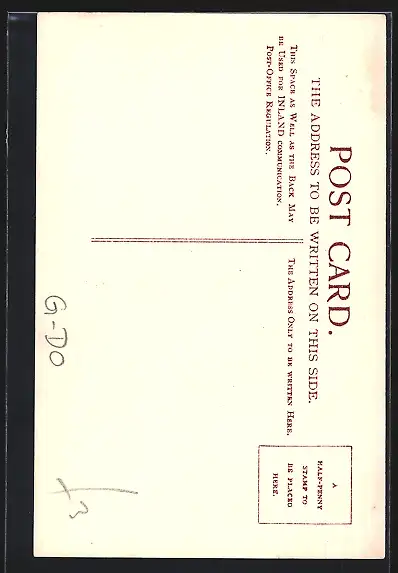 POST CARD.
THE ADDRESS TO BE WRITTEN ON THIS SIDE.
THIS SPACE AS WELL AS THE BACK MAY
BE USED FOR INLAND COMMUNICATION.
POST-OFFICE REGULATION.
THE ADDRESS ONLY TO BE WRITTEN HERE.
A
HALF-PENNY
STAMP TO
BE PLACED
HERE.
G-DO